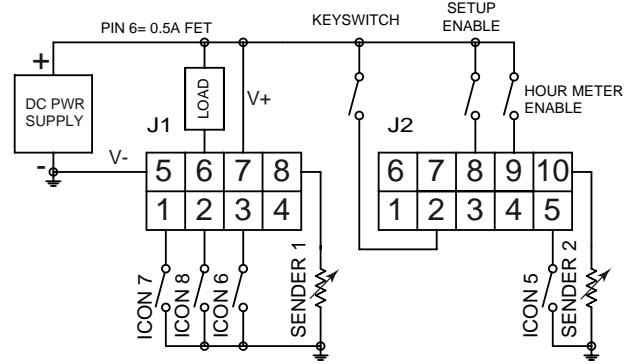 PIN 6= 0.5A FET
KEYSWITCH
SETUP
ENABLE
+
DC PWR
SUPPLY
-
LOAD
V+
HOUR METER
ENABLE
V-
J1
J2
5 6 7 8
1 2 3 4
6 7 8 9 10
1 2 3 4 5
ICON 7
ICON 8
ICON 6
SENDER 1
ICON 5
SENDER 2